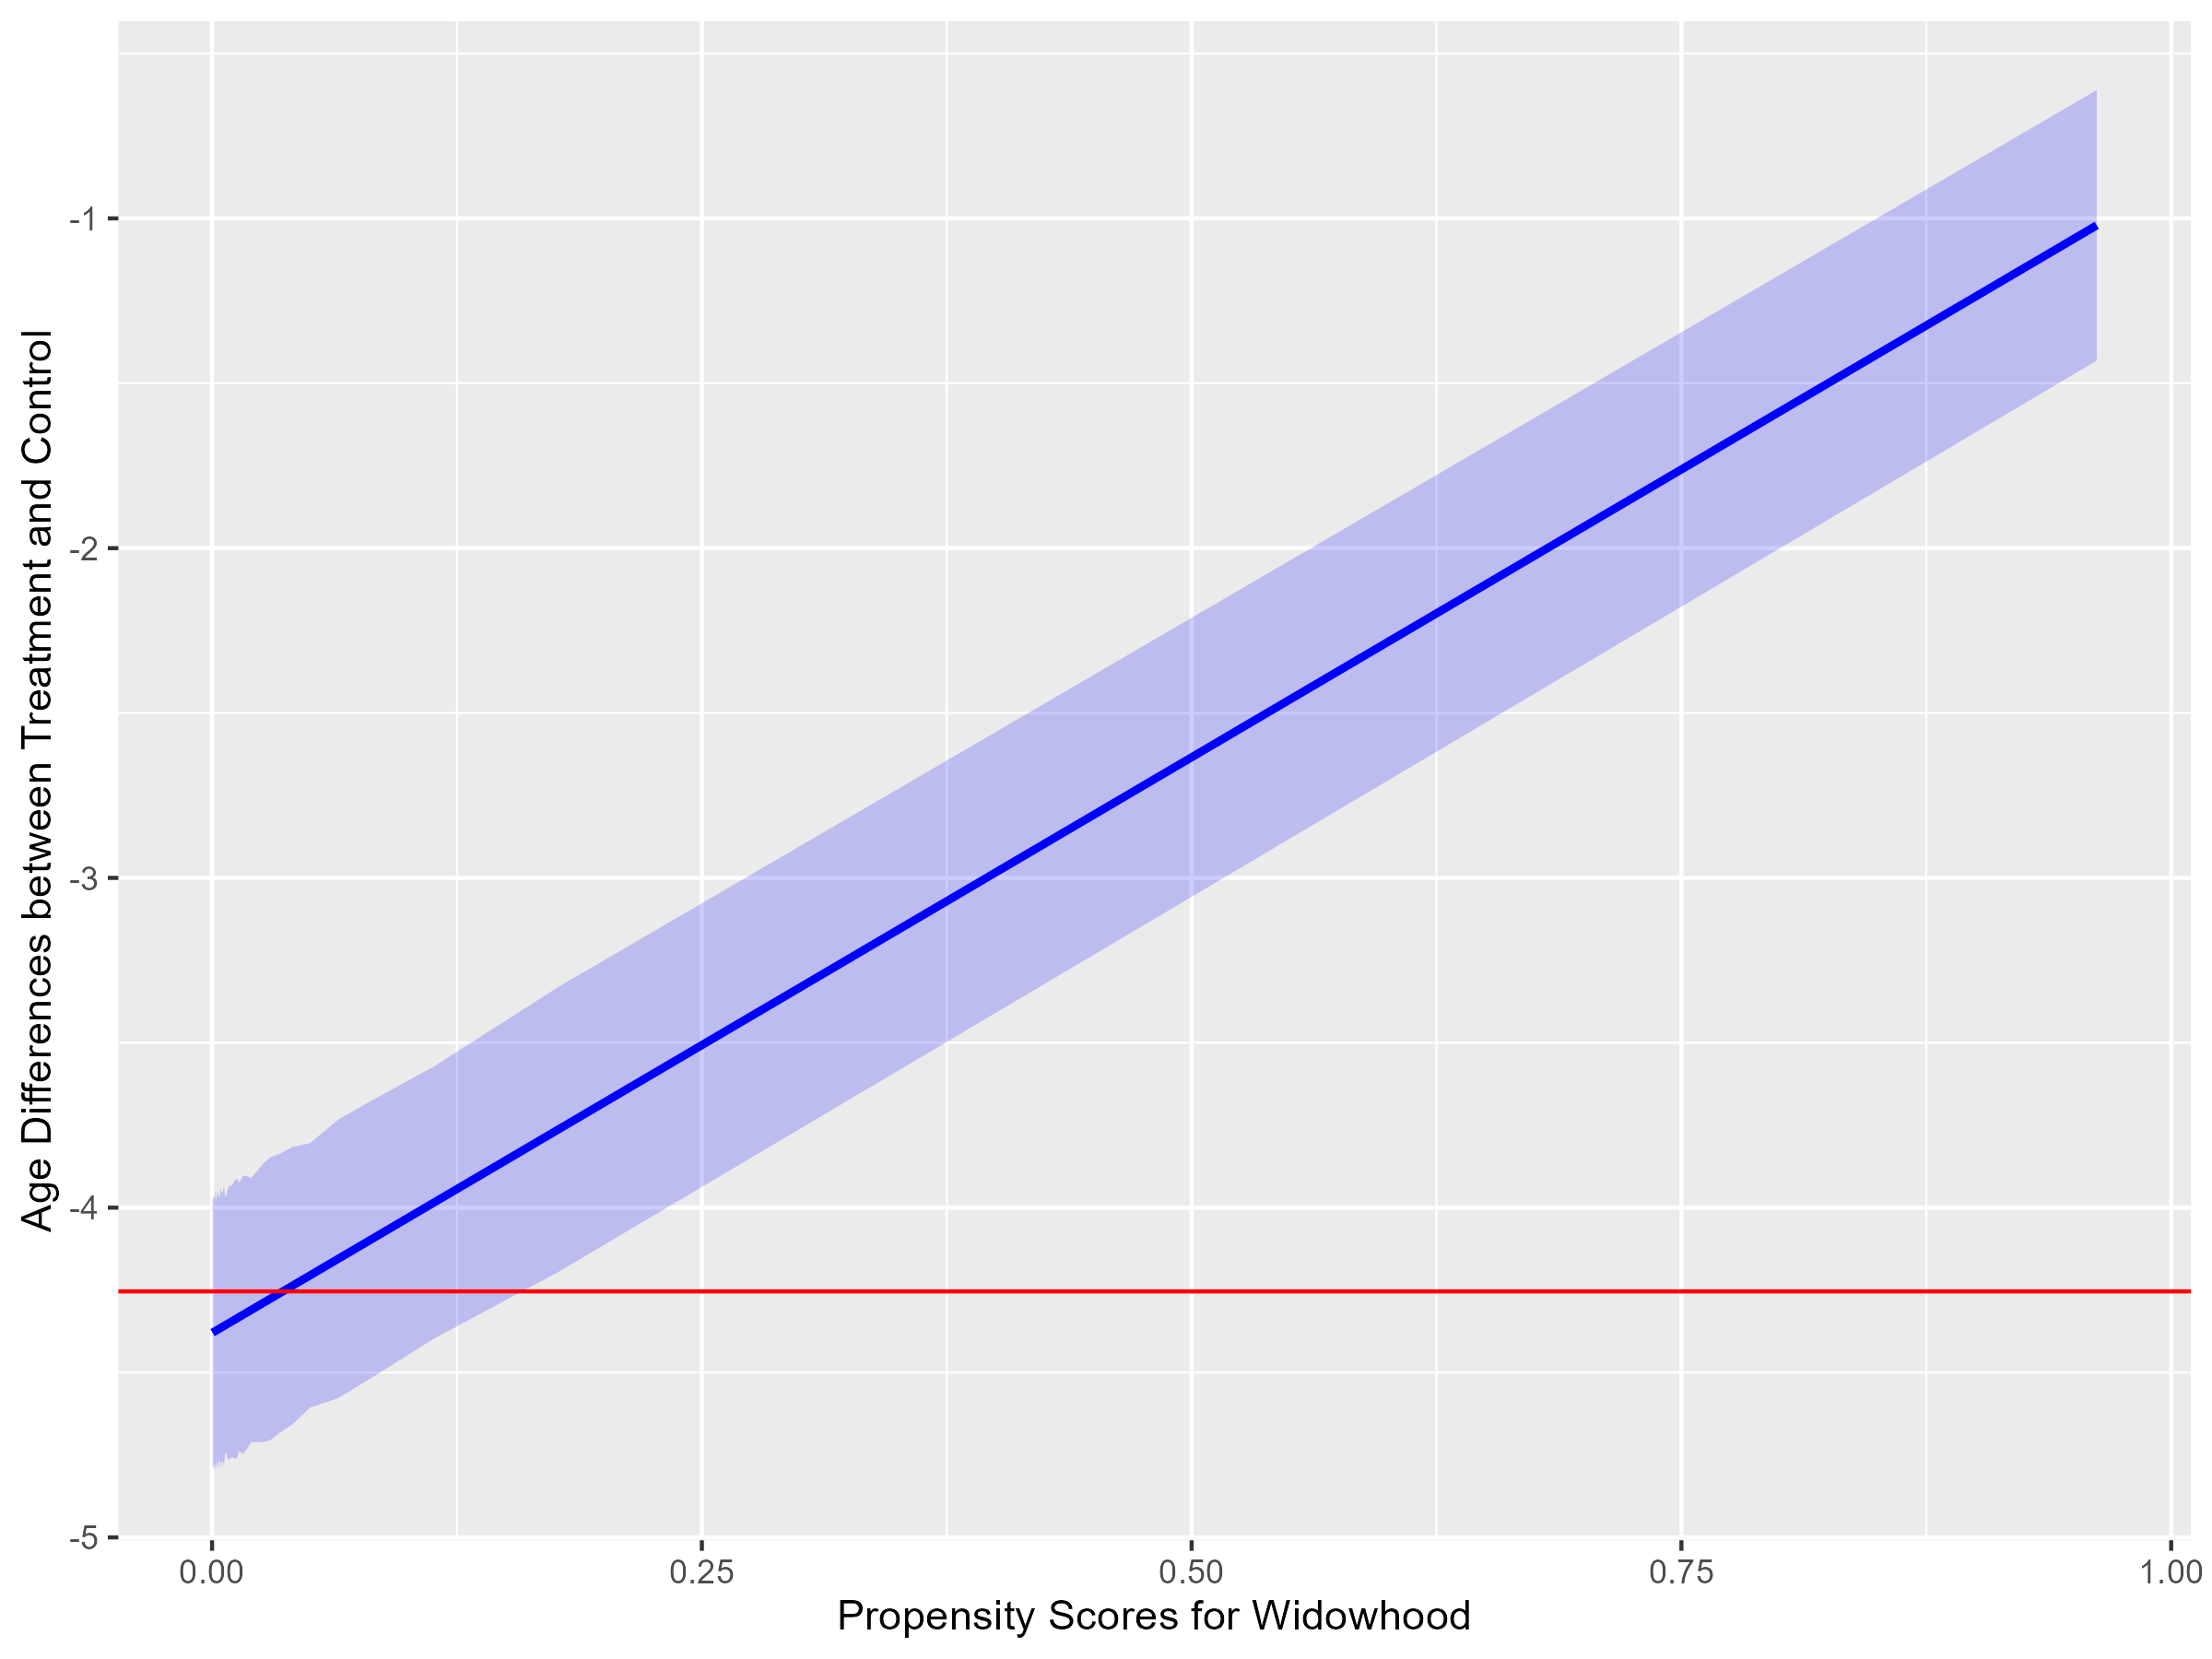 Age Differences between Treatment and Control
-1
-2
-3
-4
-5
0.00 0.25 0.50 0.75 1.00
Propensity Scores for Widowhood